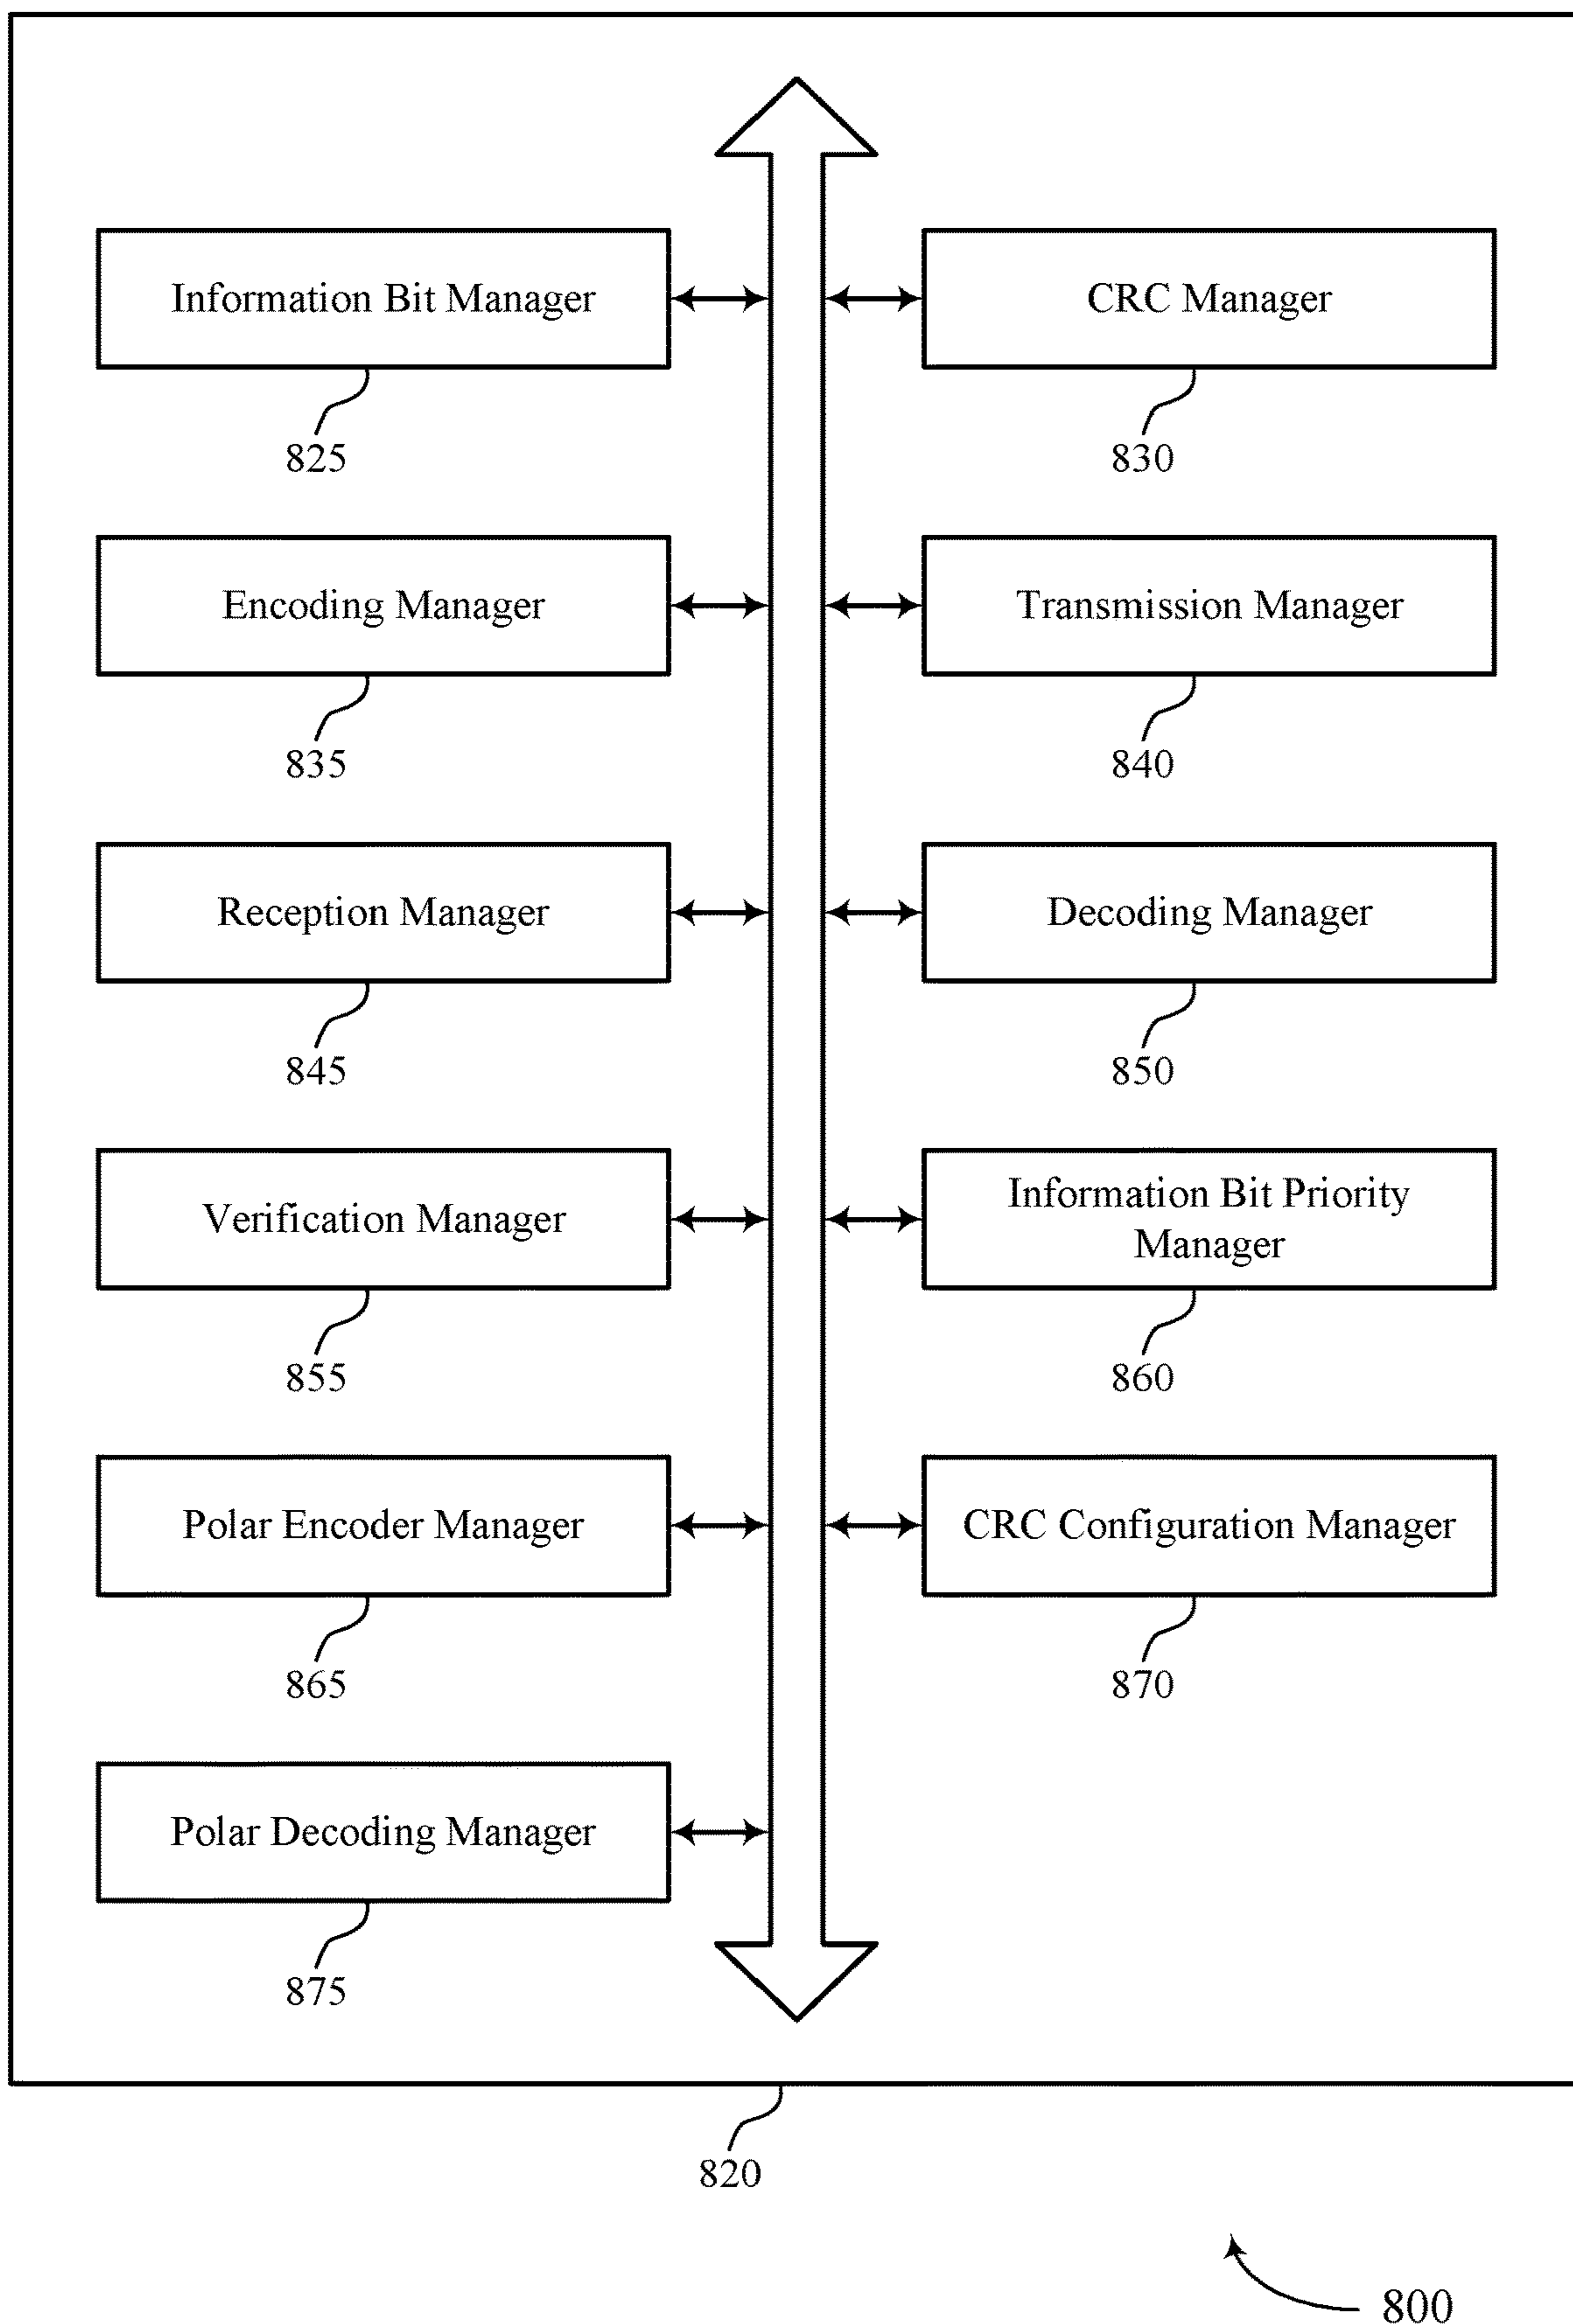 Information Bit Manager
CRC Manager
825
830
Encoding Manager
Transmission Manager
835
840
Reception Manager
Decoding Manager
845
850
Verification Manager
Information Bit Priority
Manager
855
860
Polar Encoder Manager
CRC Configuration Manager
865
870
Polar Decoding Manager
875
820
800